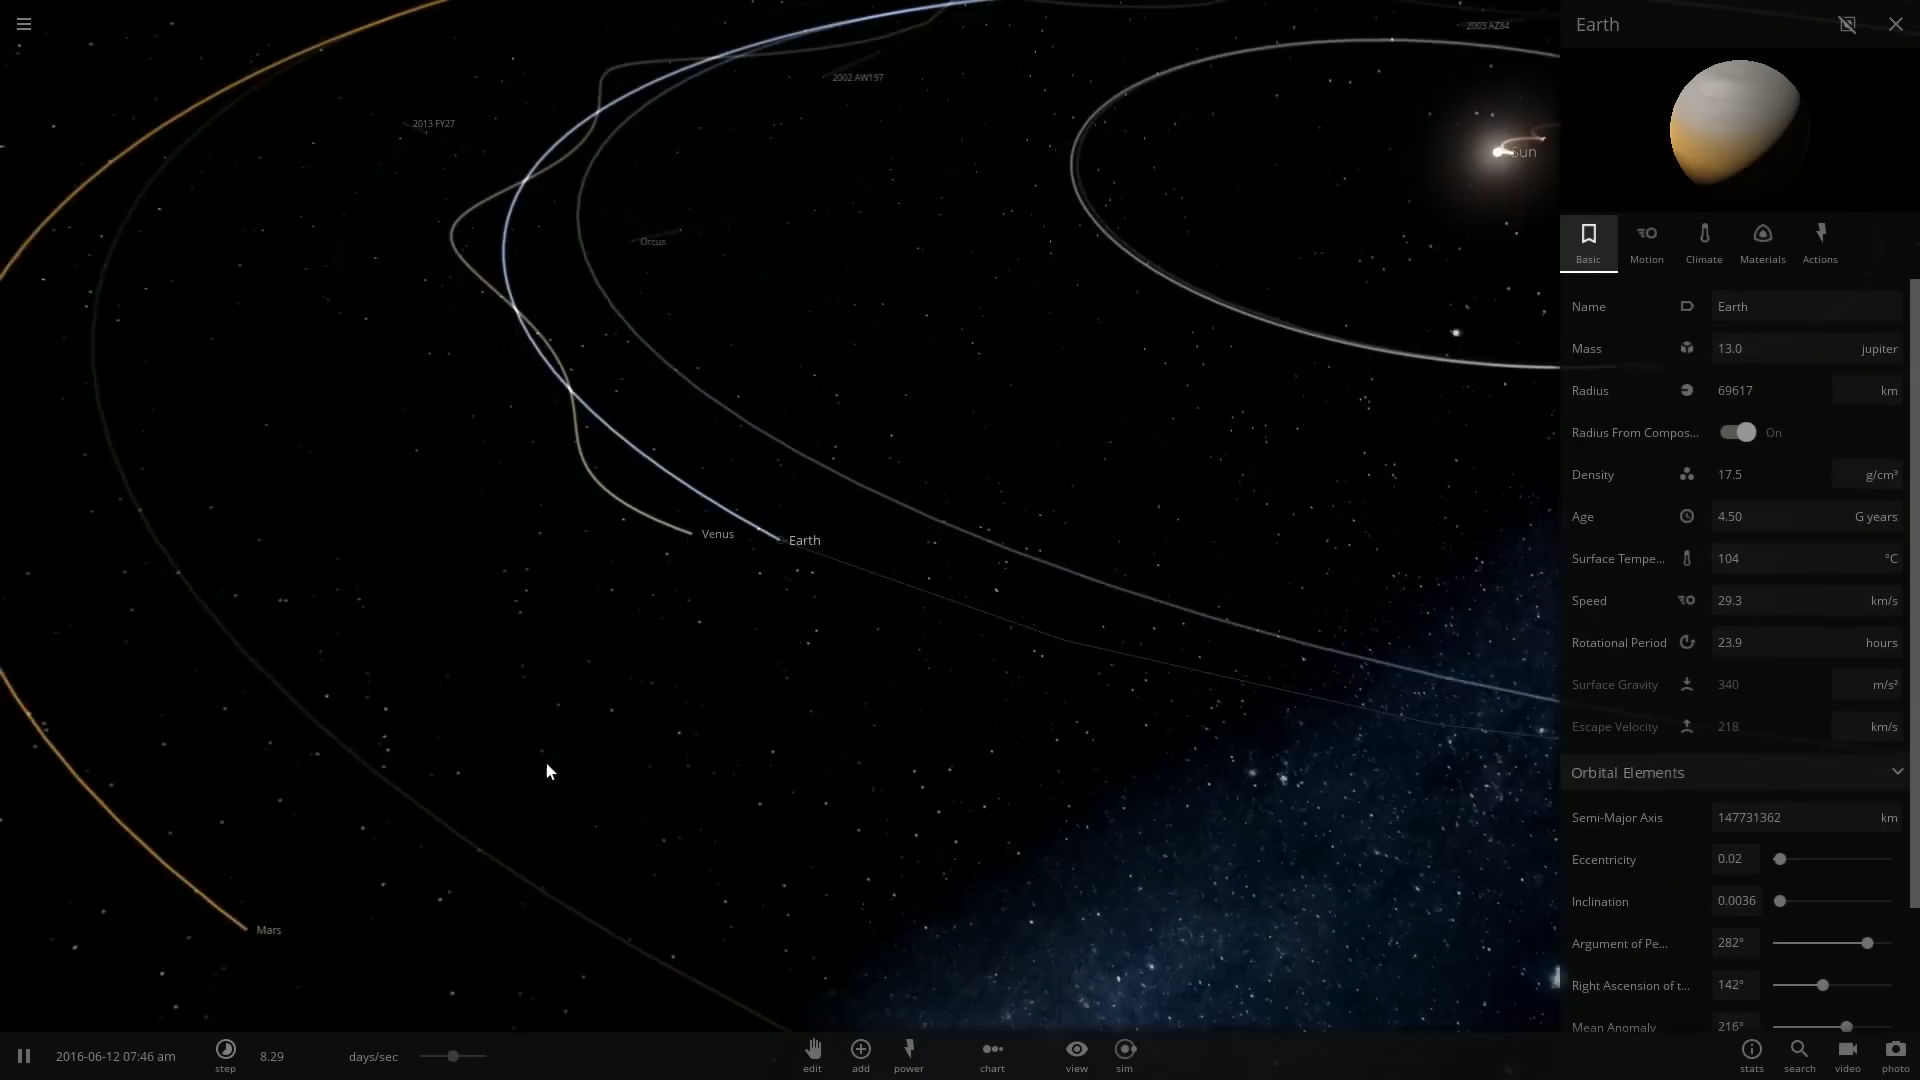 2003 AZ84
2002 AW197
2013 FY27
Sun
Orcus
Venus
Earth
Mars
Earth
Basic
Motion
Climate
Materials
Actions
Name
Earth
Mass
13.0
jupiter
Radius
69617
km
Radius From Compos...
On
Density
17.5
g/cm³
Age
4.50
G years
Surface Tempe...
104
°C
Speed
29.3
km/s
Rotational Period
23.9
hours
Surface Gravity
340
m/s²
Escape Velocity
218
km/s
Orbital Elements
Semi-Major Axis
147731362
km
Eccentricity
0.02
Inclination
0.0036
Argument of Pe...
282°
Right Ascension of t...
142°
Mean Anomaly
216°
2016-06-12 07:46 am
step
8.29
days/sec
edit
add
power
chart
view
sim
stats
search
video
photo